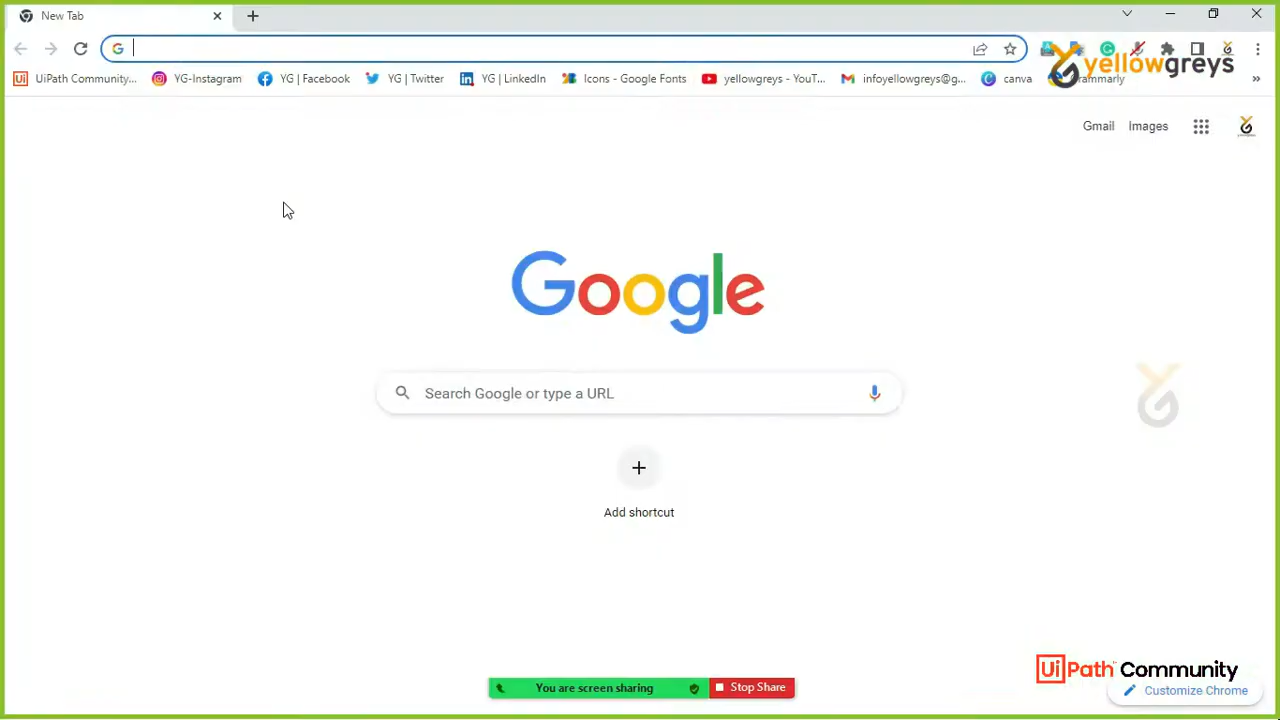 New Tab
UiPath Community...
YG-Instagram
YG | Facebook
YG | Twitter
YG | LinkedIn
Icons - Google Fonts
yellowgreys - YouT...
infoyellowgreys@g...
canva
yellowgreys
Gmail
Images
Google
Search Google or type a URL
Add shortcut
You are screen sharing
Stop Share
UiPath Community
Customize Chrome